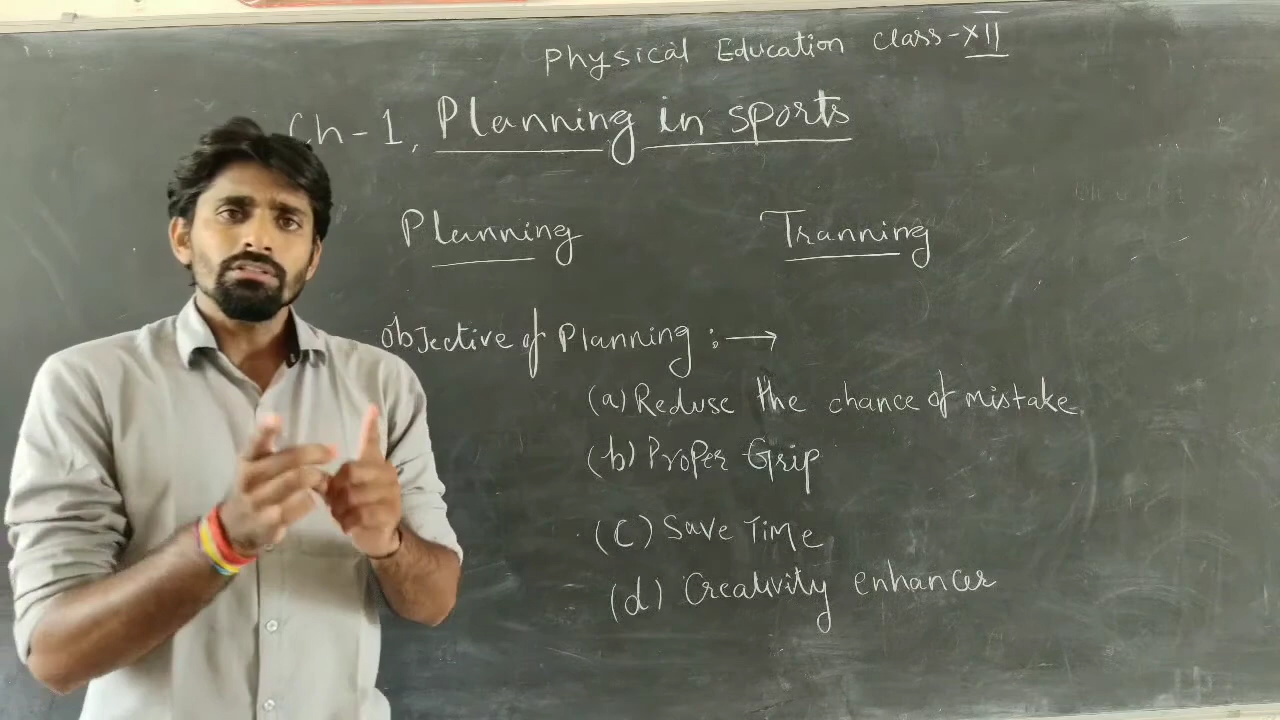 Physical Education Class-XII
Ch-1, Planning in sports
Planning Tranning
Objective of Planning :→
(a) Reduse the chance of mistake
(b) Proper Grip
(C) Save Time
(d) Creativity enhancer